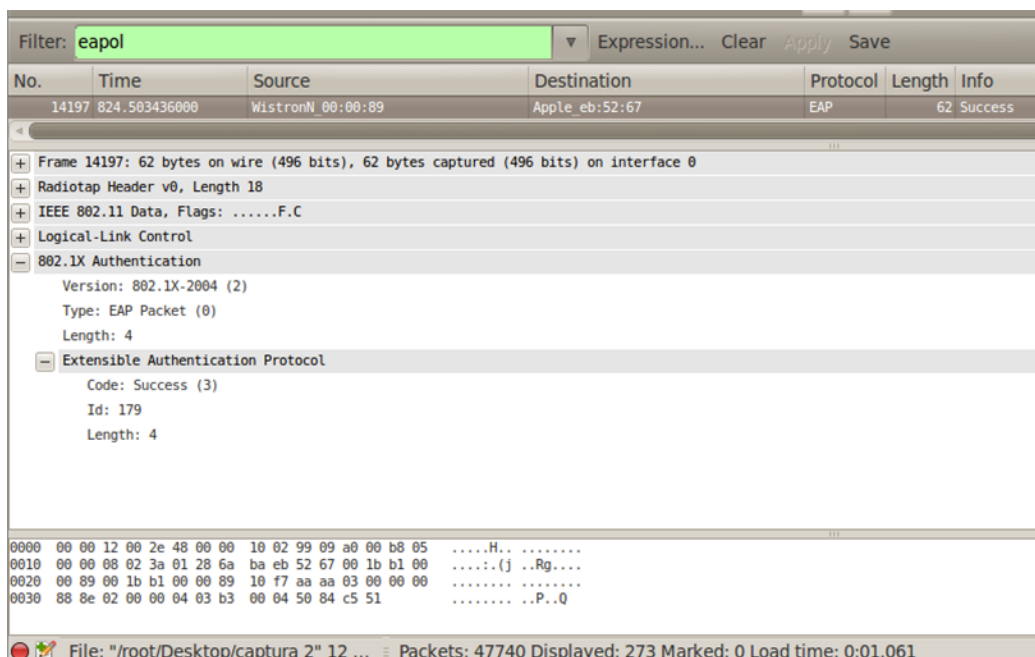 Filter: eapol Expression... Clear Apply Save
No. Time Source Destination Protocol Length Info
14197 824.503436000 WistronN_00:00:89 Apple_eb:52:67 EAP 62 Success
Frame 14197: 62 bytes on wire (496 bits), 62 bytes captured (496 bits) on interface 0
Radiotap Header v0, Length 18
IEEE 802.11 Data, Flags: ......F.C
Logical-Link Control
802.1X Authentication
Version: 802.1X-2004 (2)
Type: EAP Packet (0)
Length: 4
Extensible Authentication Protocol
Code: Success (3)
Id: 179
Length: 4
0000 00 00 12 00 2e 48 00 00 10 02 99 09 a0 00 b8 05 .....H.. ........
0010 00 00 08 02 3a 01 28 6a ba eb 52 67 00 1b b1 00 ....:.(j ..Rg....
0020 00 89 00 1b b1 00 00 89 10 f7 aa aa 03 00 00 00 ........ ........
0030 88 8e 02 00 00 04 03 b3 00 04 50 84 c5 51 ........ ..P..Q
File: "/root/Desktop/captura 2" 12 ... Packets: 47740 Displayed: 273 Marked: 0 Load time: 0:01.061